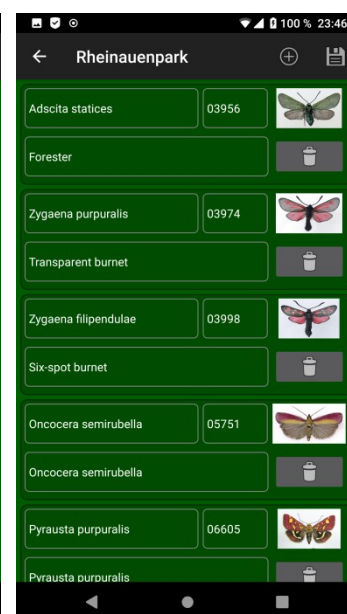 100 % 23:46
Rheinauenpark
Adscita statices 03956
Forester
Zygaena purpuralis 03974
Transparent burnet
Zygaena filipendulae 03998
Six-spot burnet
Oncocera semirubella 05751
Oncocera semirubella
Pyrausta purpuralis 06605
Pyrausta purpuralis